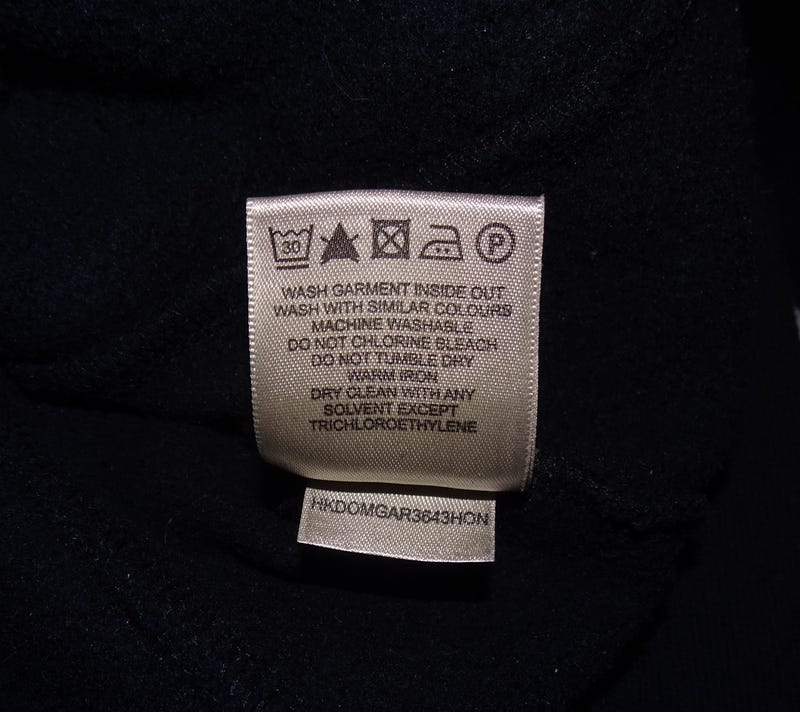 30 P
WASH GARMENT INSIDE OUT
WASH WITH SIMILAR COLOURS
MACHINE WASHABLE
DO NOT CHLORINE BLEACH
DO NOT TUMBLE DRY
WARM IRON
DRY CLEAN WITH ANY
SOLVENT EXCEPT
TRICHLOROETHYLENE
HKDOMGAR3643HON